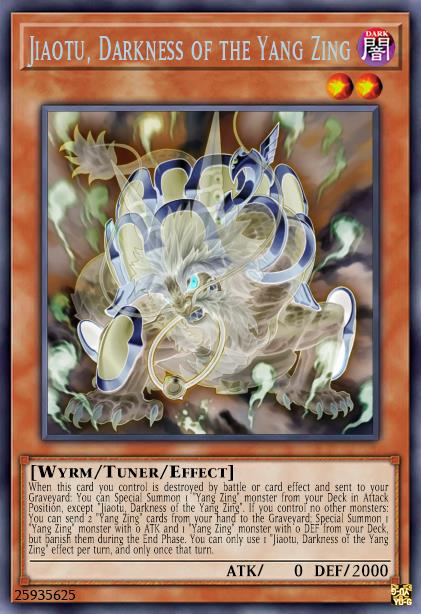 JIAOTU, DARKNESS OF THE YANG ZING
DARK
闇
[WYRM/TUNER/EFFECT]
When this card you control is destroyed by battle or card effect and sent to your
Graveyard: You can Special Summon 1 "Yang Zing" monster from your Deck in Attack
Position, except "Jiaotu, Darkness of the Yang Zing". If you control no other monsters:
You can send 2 "Yang Zing" cards from your hand to the Graveyard; Special Summon 1
"Yang Zing" monster with 0 ATK and 1 "Yang Zing" monster with 0 DEF from your Deck,
but banish them during the End Phase. You can only use 1 "Jiaotu, Darkness of the Yang
Zing" effect per turn, and only once that turn.
ATK/ 0 DEF/2000
25935625